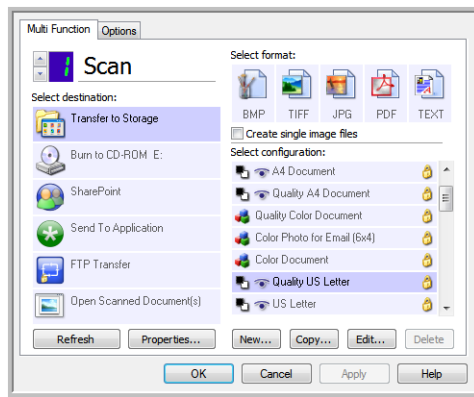 Multi Function
Options
1 Scan
Select destination:
Transfer to Storage
Burn to CD-ROM E:
SharePoint
Send To Application
FTP Transfer
Open Scanned Document(s)
Refresh
Properties...
Select format:
BMP
TIFF
JPG
PDF
TEXT
Create single image files
Select configuration:
A4 Document
Quality A4 Document
Quality Color Document
Color Photo for Email (6x4)
Color Document
Quality US Letter
US Letter
New...
Copy...
Edit...
Delete
OK
Cancel
Apply
Help